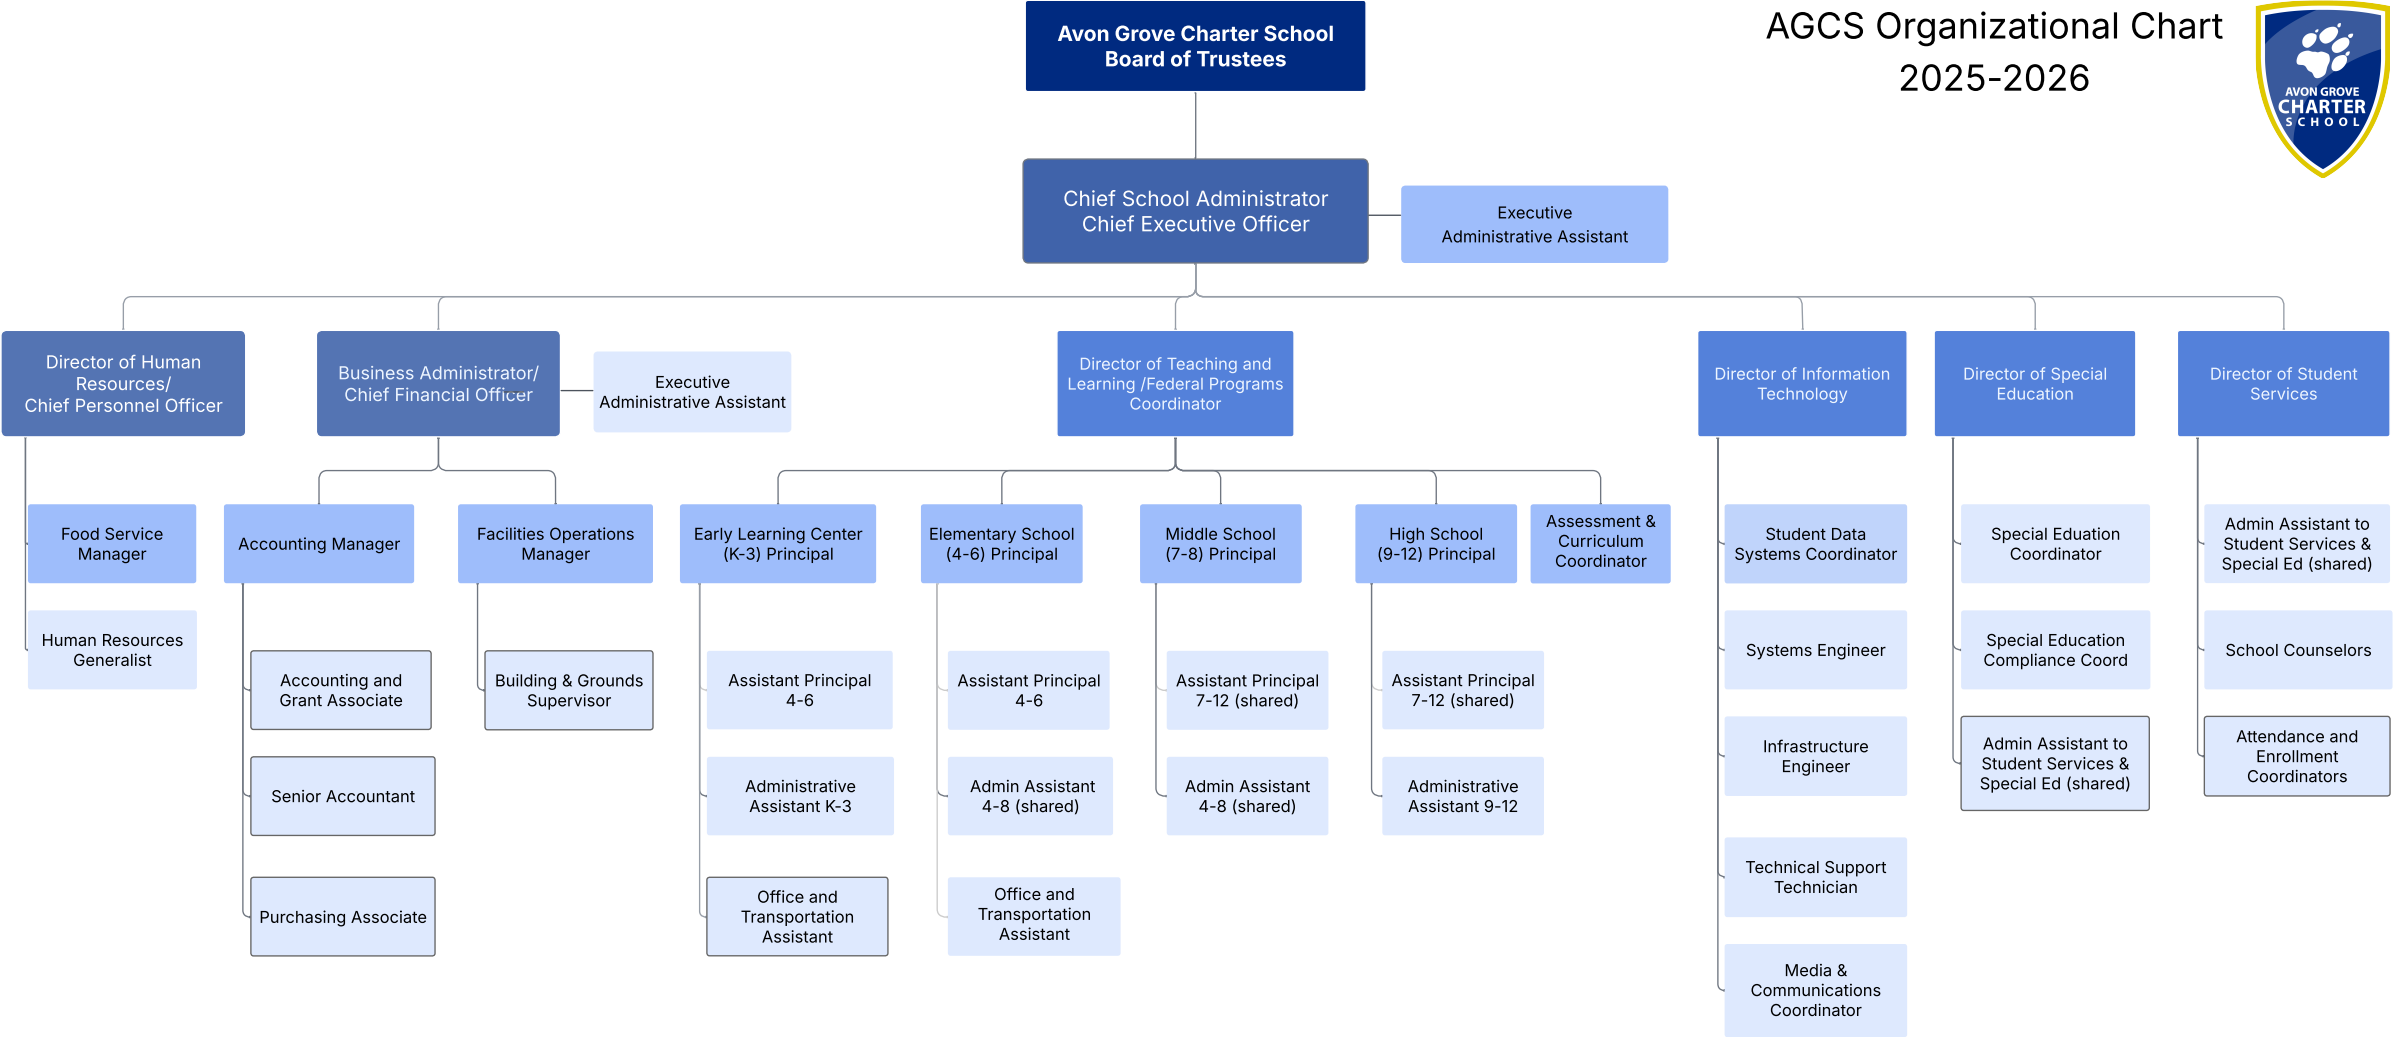 Avon Grove Charter School
Board of Trustees
AGCS Organizational Chart
2025-2026
AVON GROVE
CHARTER
SCHOOL
Chief School Administrator
Chief Executive Officer
Executive
Administrative Assistant
Director of Human
Resources/
Chief Personnel Officer
Business Administrator/
Chief Financial Officer
Executive
Administrative Assistant
Director of Teaching and
Learning /Federal Programs
Coordinator
Director of Information
Technology
Director of Special
Education
Director of Student
Services
Food Service
Manager
Accounting Manager
Facilities Operations
Manager
Early Learning Center
(K-3) Principal
Elementary School
(4-6) Principal
Middle School
(7-8) Principal
High School
(9-12) Principal
Assessment &
Curriculum
Coordinator
Student Data
Systems Coordinator
Special Eduation
Coordinator
Admin Assistant to
Student Services &
Special Ed (shared)
Human Resources
Generalist
Accounting and
Grant Associate
Building & Grounds
Supervisor
Assistant Principal
4-6
Assistant Principal
4-6
Assistant Principal
7-12 (shared)
Assistant Principal
7-12 (shared)
Systems Engineer
Special Education
Compliance Coord
School Counselors
Senior Accountant
Administrative
Assistant K-3
Admin Assistant
4-8 (shared)
Admin Assistant
4-8 (shared)
Administrative
Assistant 9-12
Infrastructure
Engineer
Admin Assistant to
Student Services &
Special Ed (shared)
Attendance and
Enrollment
Coordinators
Purchasing Associate
Office and
Transportation
Assistant
Office and
Transportation
Assistant
Technical Support
Technician
Media &
Communications
Coordinator